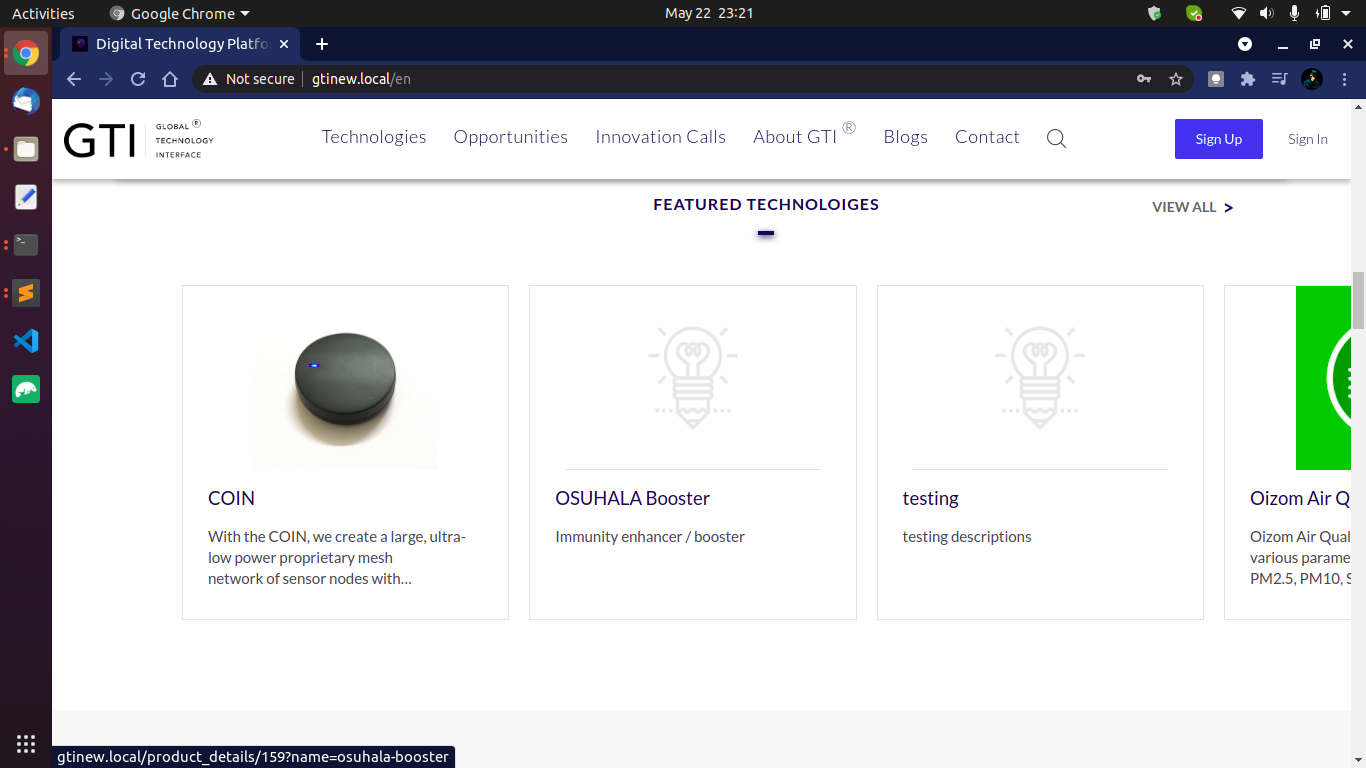 Activities
Google Chrome
May 22 23:21
Digital Technology Platfo
Not secure
gtinew.local/en
GTI
GLOBAL ®
TECHNOLOGY
INTERFACE
Technologies
Opportunities
Innovation Calls
About GTI ®
Blogs
Contact
Sign Up
Sign In
FEATURED TECHNOLOIGES
VIEW ALL >
COIN
With the COIN, we create a large, ultra-
low power proprietary mesh
network of sensor nodes with...
OSUHALA Booster
Immunity enhancer / booster
testing
testing descriptions
Oizom Air Q
Oizom Air Qual
various parame
PM2.5, PM10, S
gtinew.local/product_details/159?name=osuhala-booster